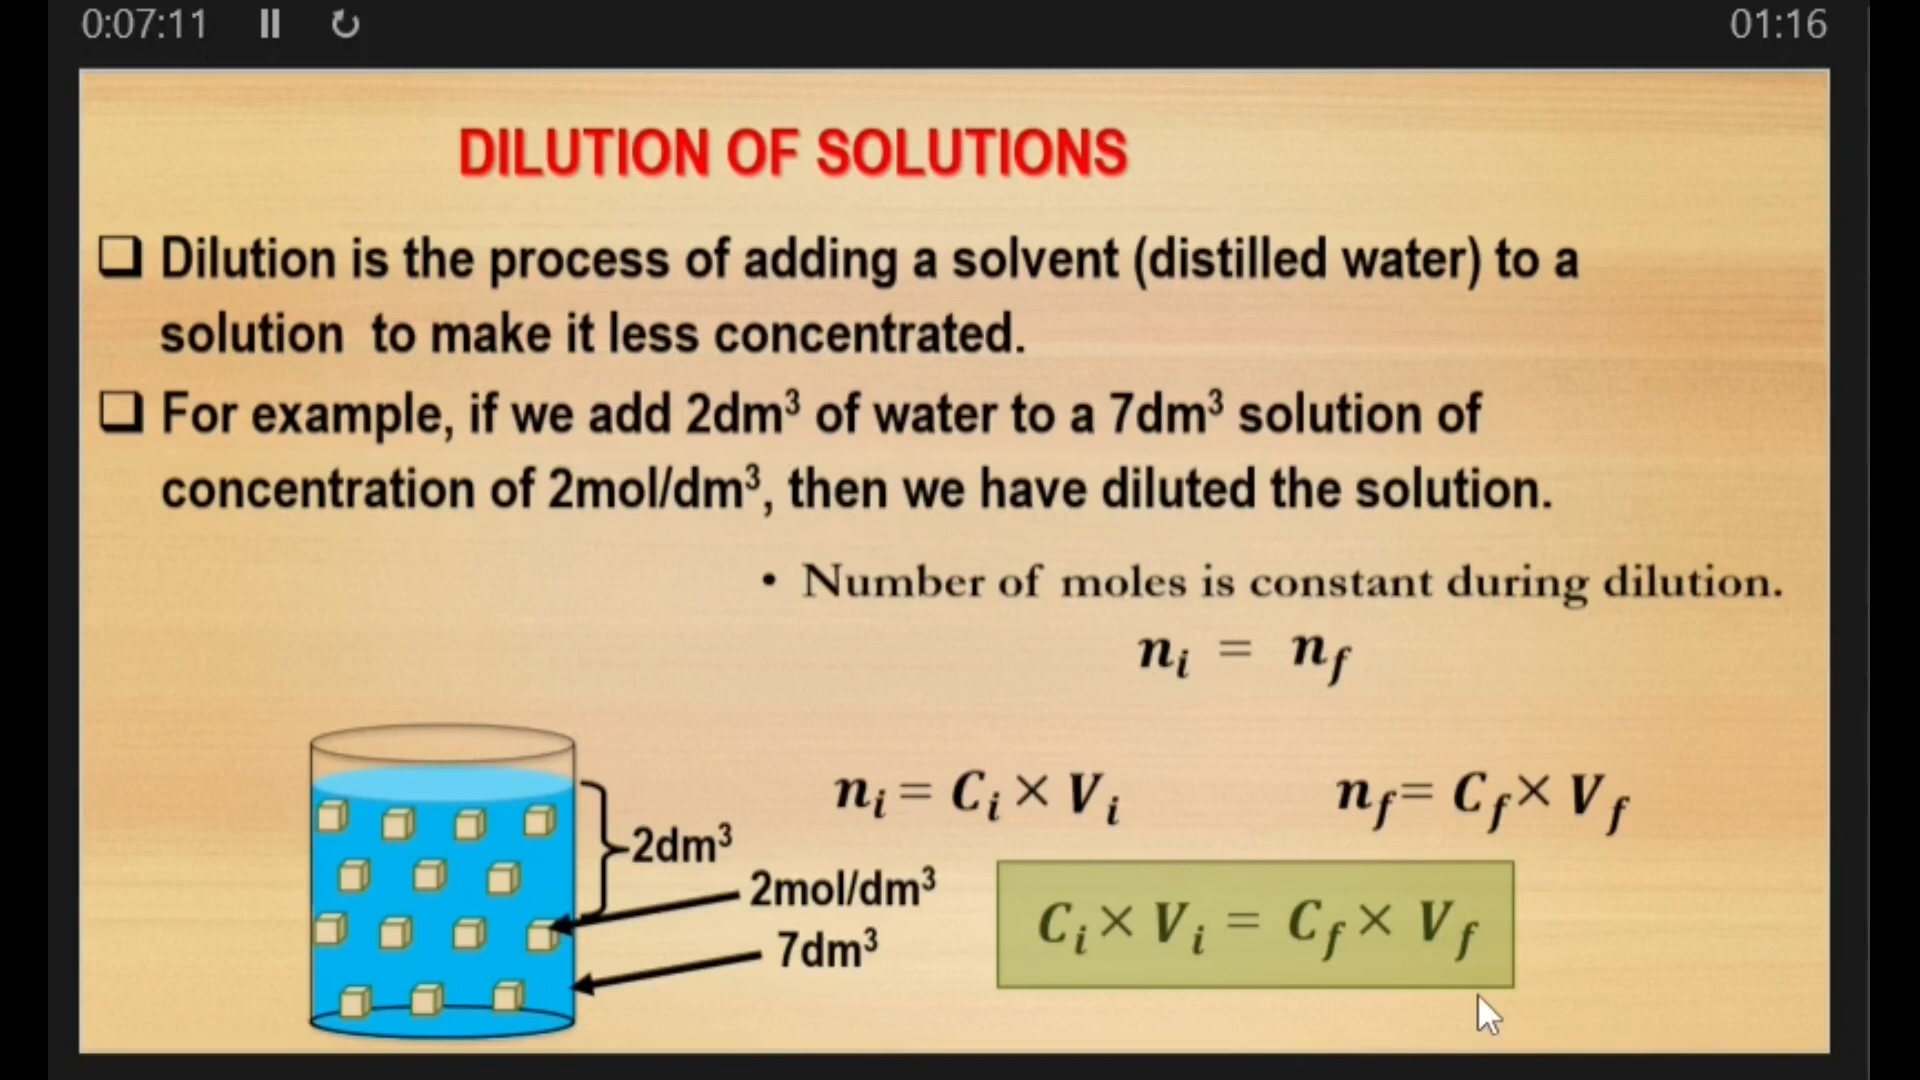 0:07:11
01:16
DILUTION OF SOLUTIONS
❑ Dilution is the process of adding a solvent (distilled water) to a
solution to make it less concentrated.
❑ For example, if we add 2dm³ of water to a 7dm³ solution of
concentration of 2mol/dm³, then we have diluted the solution.
• Number of moles is constant during dilution.
nᵢ = n_f
nᵢ = Cᵢ × Vᵢ
n_f = C_f × V_f
2dm³
2mol/dm³
7dm³
Cᵢ × Vᵢ = C_f × V_f